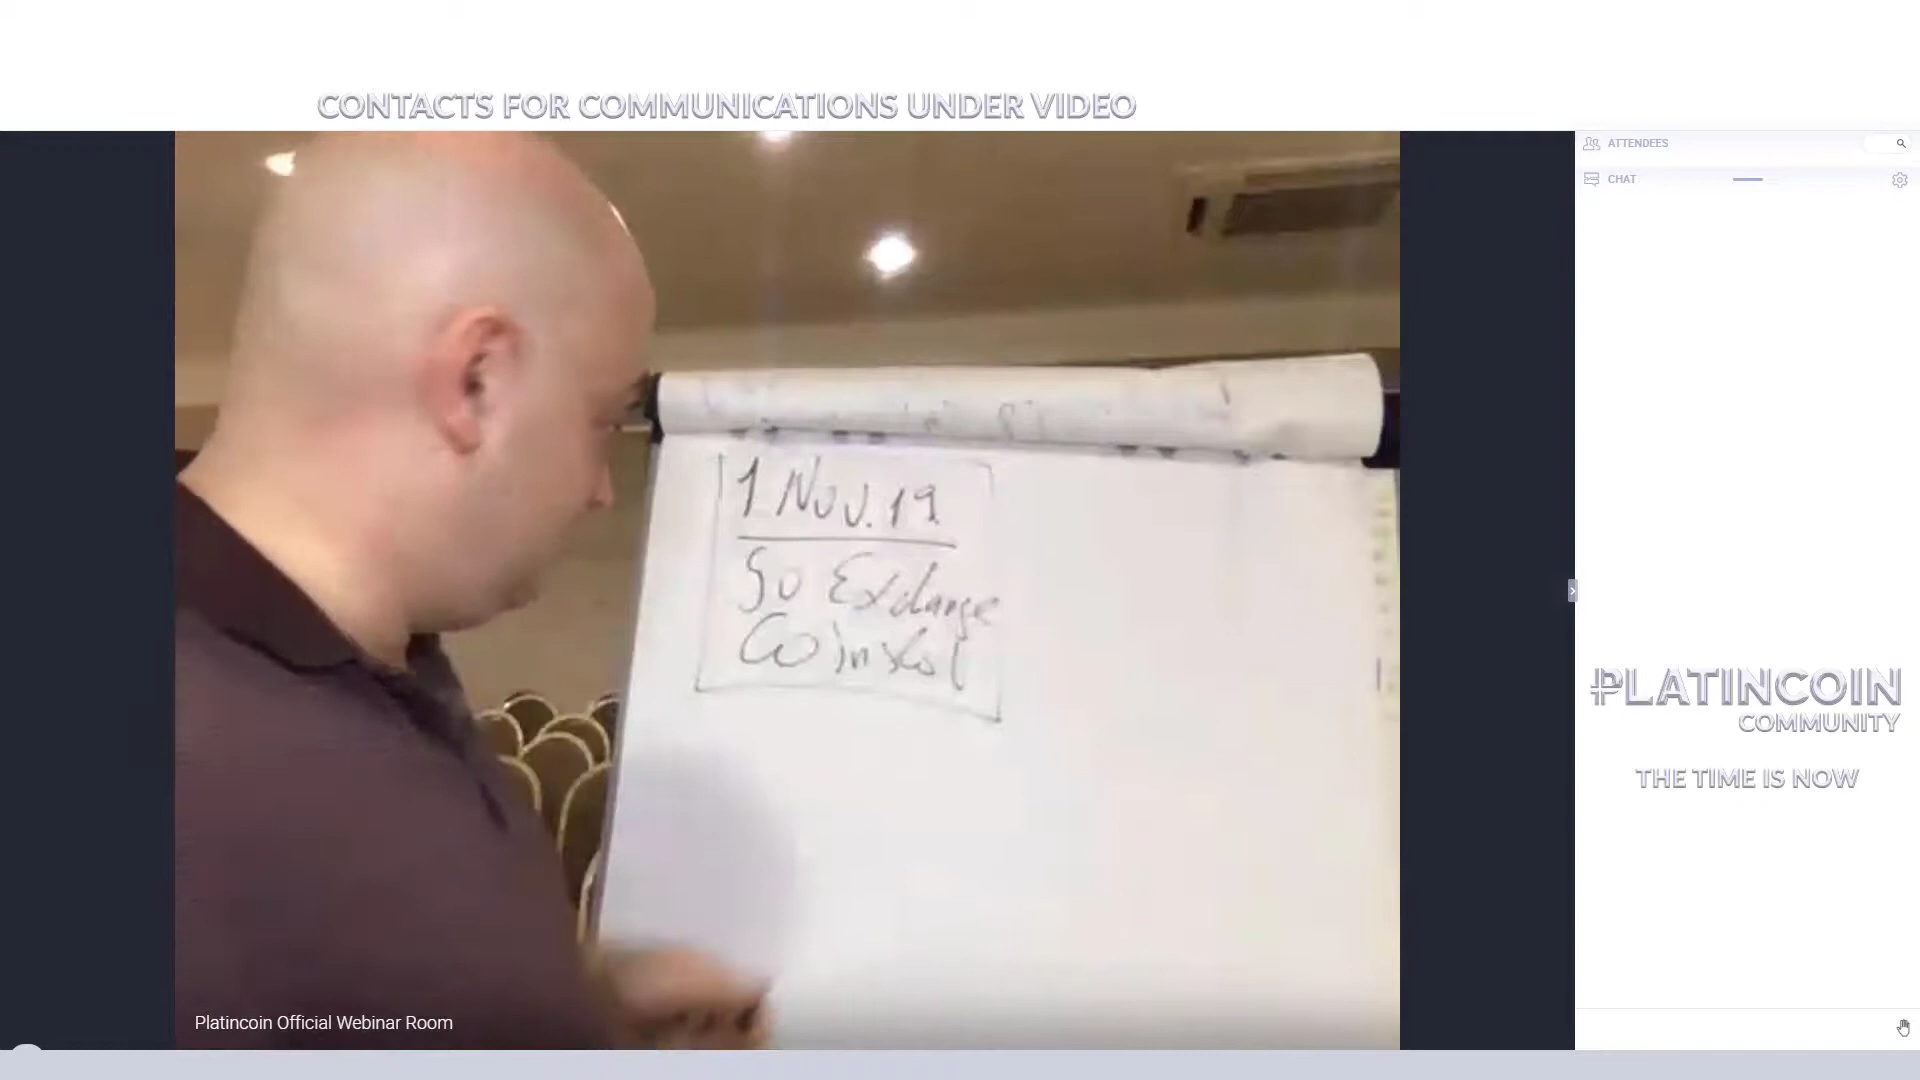 CONTACTS FOR COMMUNICATIONS UNDER VIDEO
ATTENDEES
CHAT
1 Nov. 19
Exchange
PLATINCOIN
COMMUNITY
THE TIME IS NOW
Platincoin Official Webinar Room